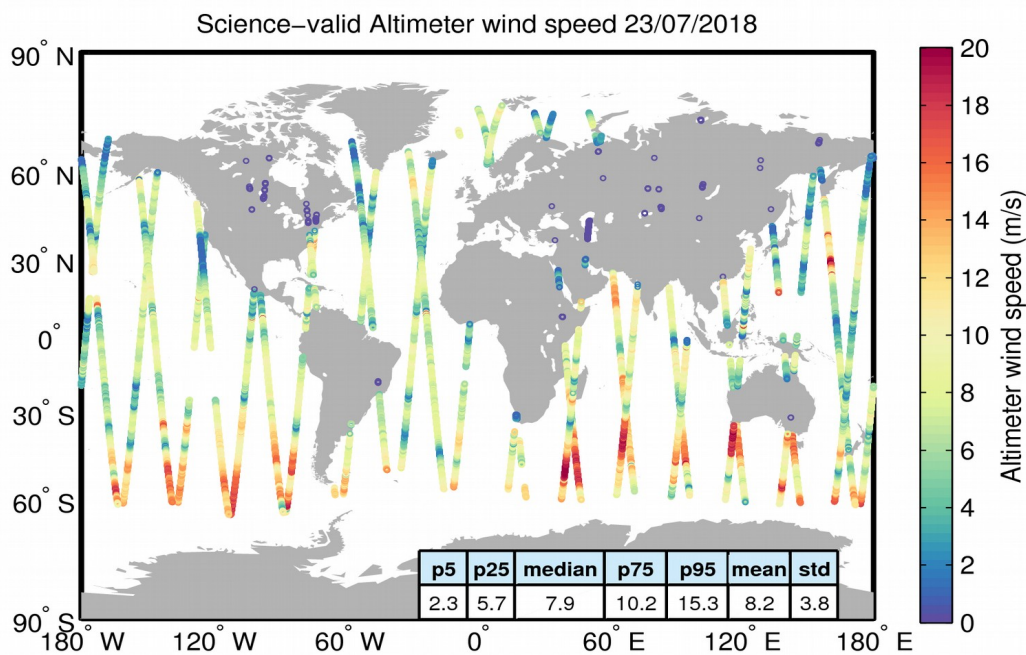 Science−valid Altimeter wind speed 23/07/2018
90° N
60° N
30° N
0°
30° S
60° S
90° S
180° W
120° W
60° W
0°
60° E
120° E
180° E
p5 p25 median p75 p95 mean std
2.3 5.7 7.9 10.2 15.3 8.2 3.8
20
18
16
14
12
10
8
6
4
2
0
Altimeter wind speed (m/s)